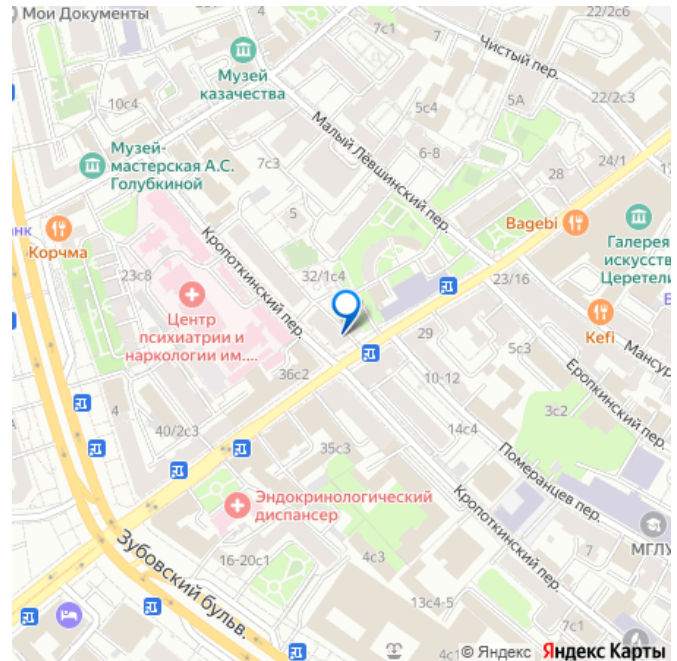 Мои Документы
4
7с1
22/2с6
Чистый пер.
Музей
казачества
10с4
5с4
5А
22/2с3
Музей-
мастерская А.С.
Голубкиной
7с3
Малый Лёвшинский пер.
6-8
24/1
28
17
5
нк
Корчма
Кропоткинский пер.
Bagebi
Галерея
искусств
Церетели
23с8
32/1с4
23/16
Центр
психиатрии и
наркологии им....
Kefi
29
5с3
Мансур
36с2
10-12
Еропкинский пер.
4
3с2
40/2с3
35с3
14с4
Померанцев пер.
Эндокринологический
диспансер
Кропоткинский пер.
МГЛУ
Зубовский бульв.
16-20с1
4с3
7
13с4-5
7с1
4с1
© Яндекс Яндекс Карты